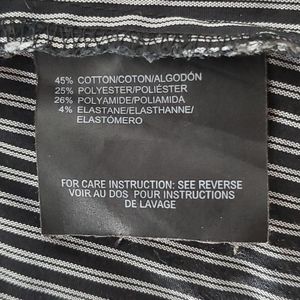 45% COTTON/COTON/ALGODÓN
25% POLYESTER/POLIÉSTER
26% POLYAMIDE/POLIAMIDA
4% ELASTANE/ELASTHANNE/
ELASTÓMERO
FOR CARE INSTRUCTION: SEE REVERSE
VOIR AU DOS POUR INSTRUCTIONS
DE LAVAGE